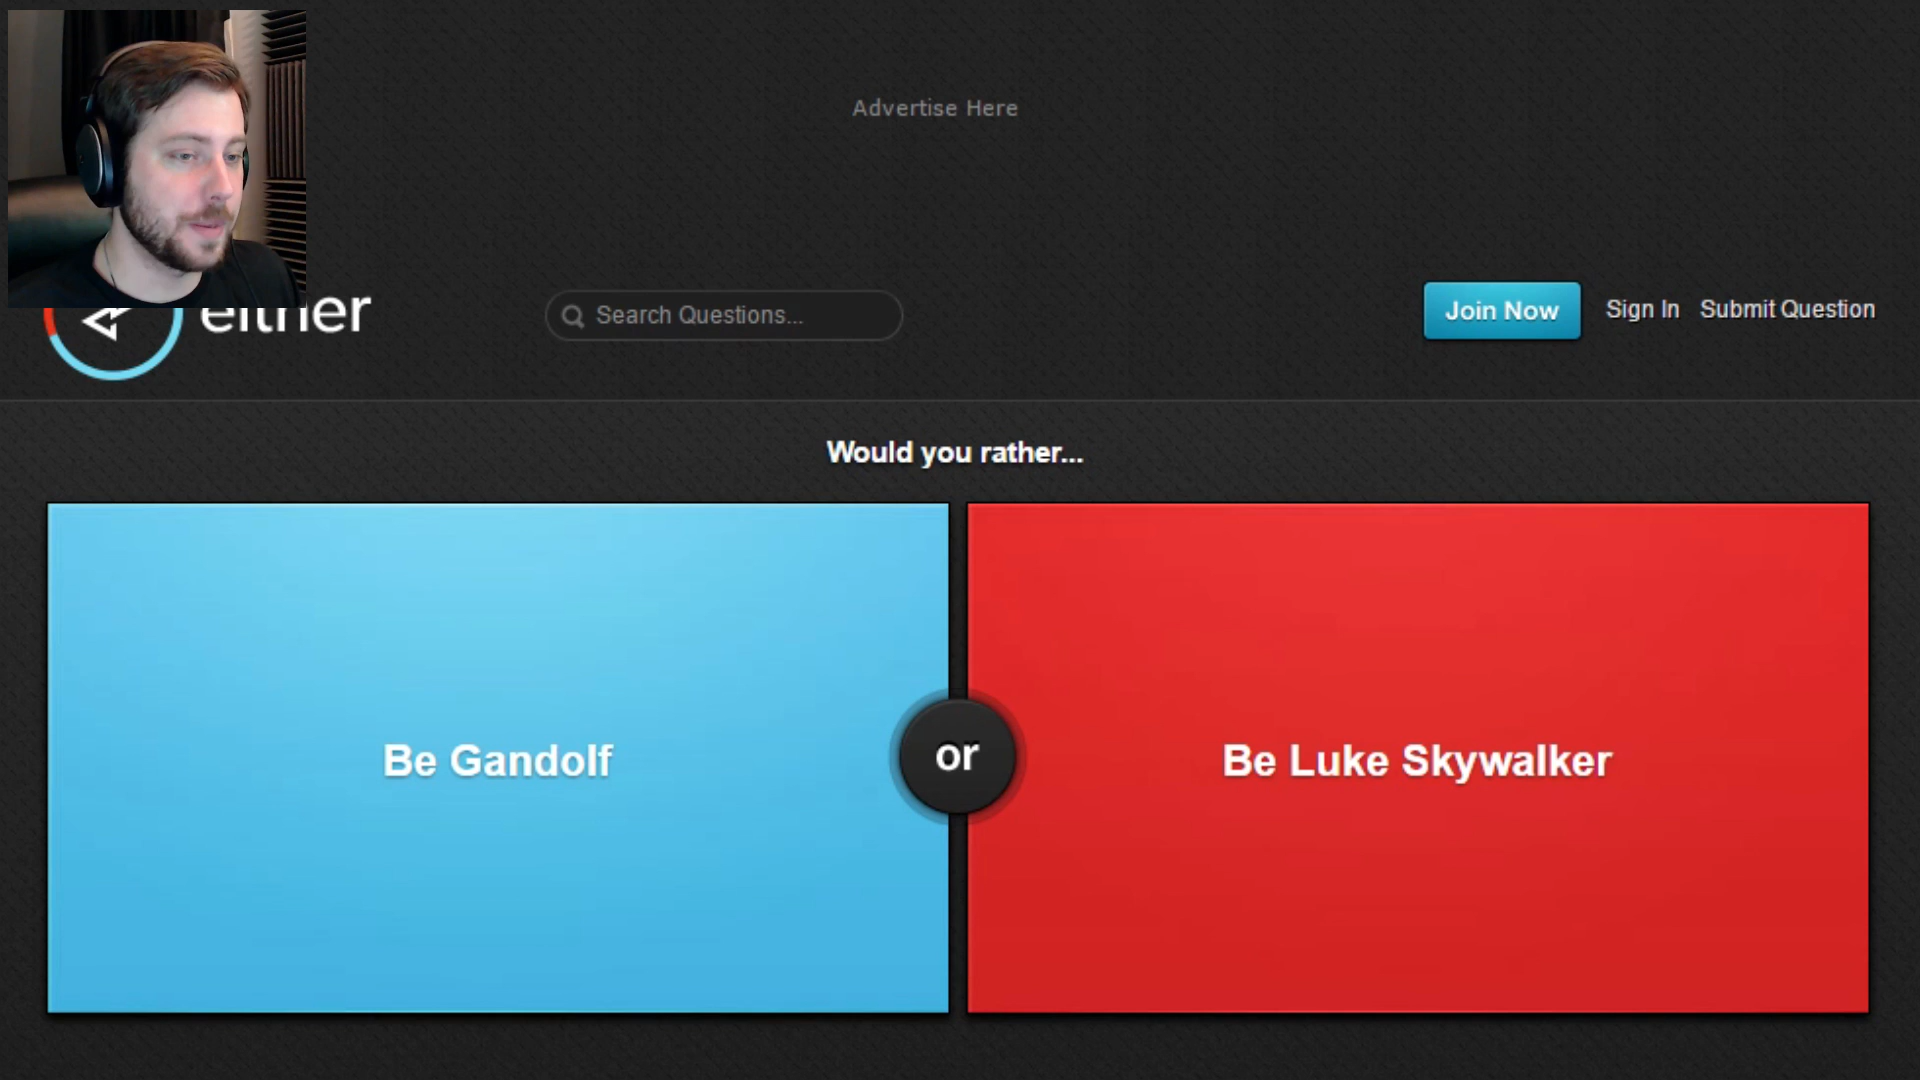 Advertise Here
either
Search Questions...
Join Now
Sign In
Submit Question
Would you rather...
Be Gandolf
or
Be Luke Skywalker